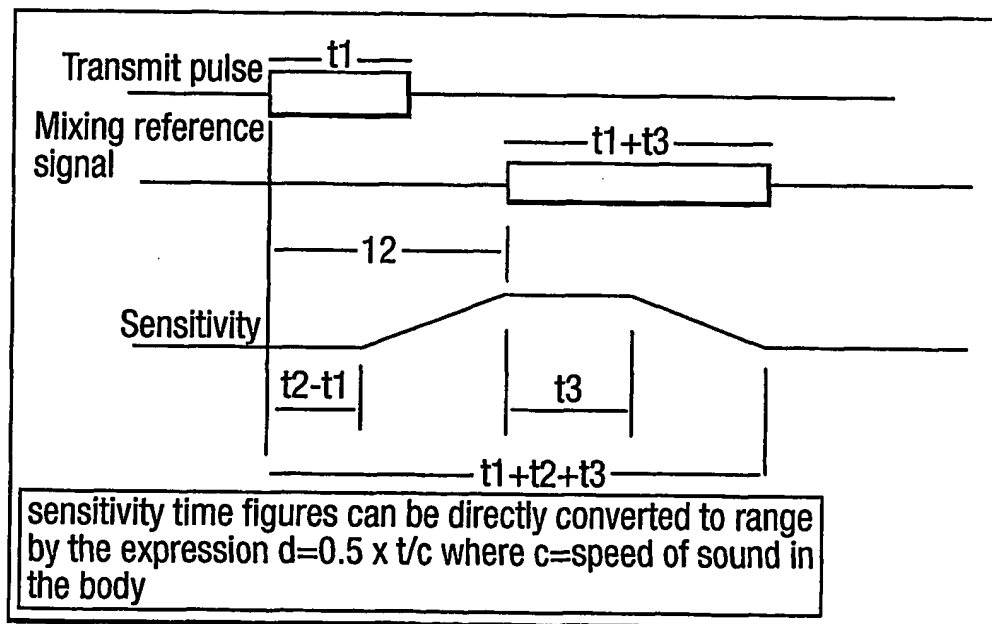 Transmit pulse
t1
Mixing reference
signal
t1+t3
12
Sensitivity
t2-t1
t3
t1+t2+t3
sensitivity time figures can be directly converted to range
by the expression d=0.5 x t/c where c=speed of sound in
the body